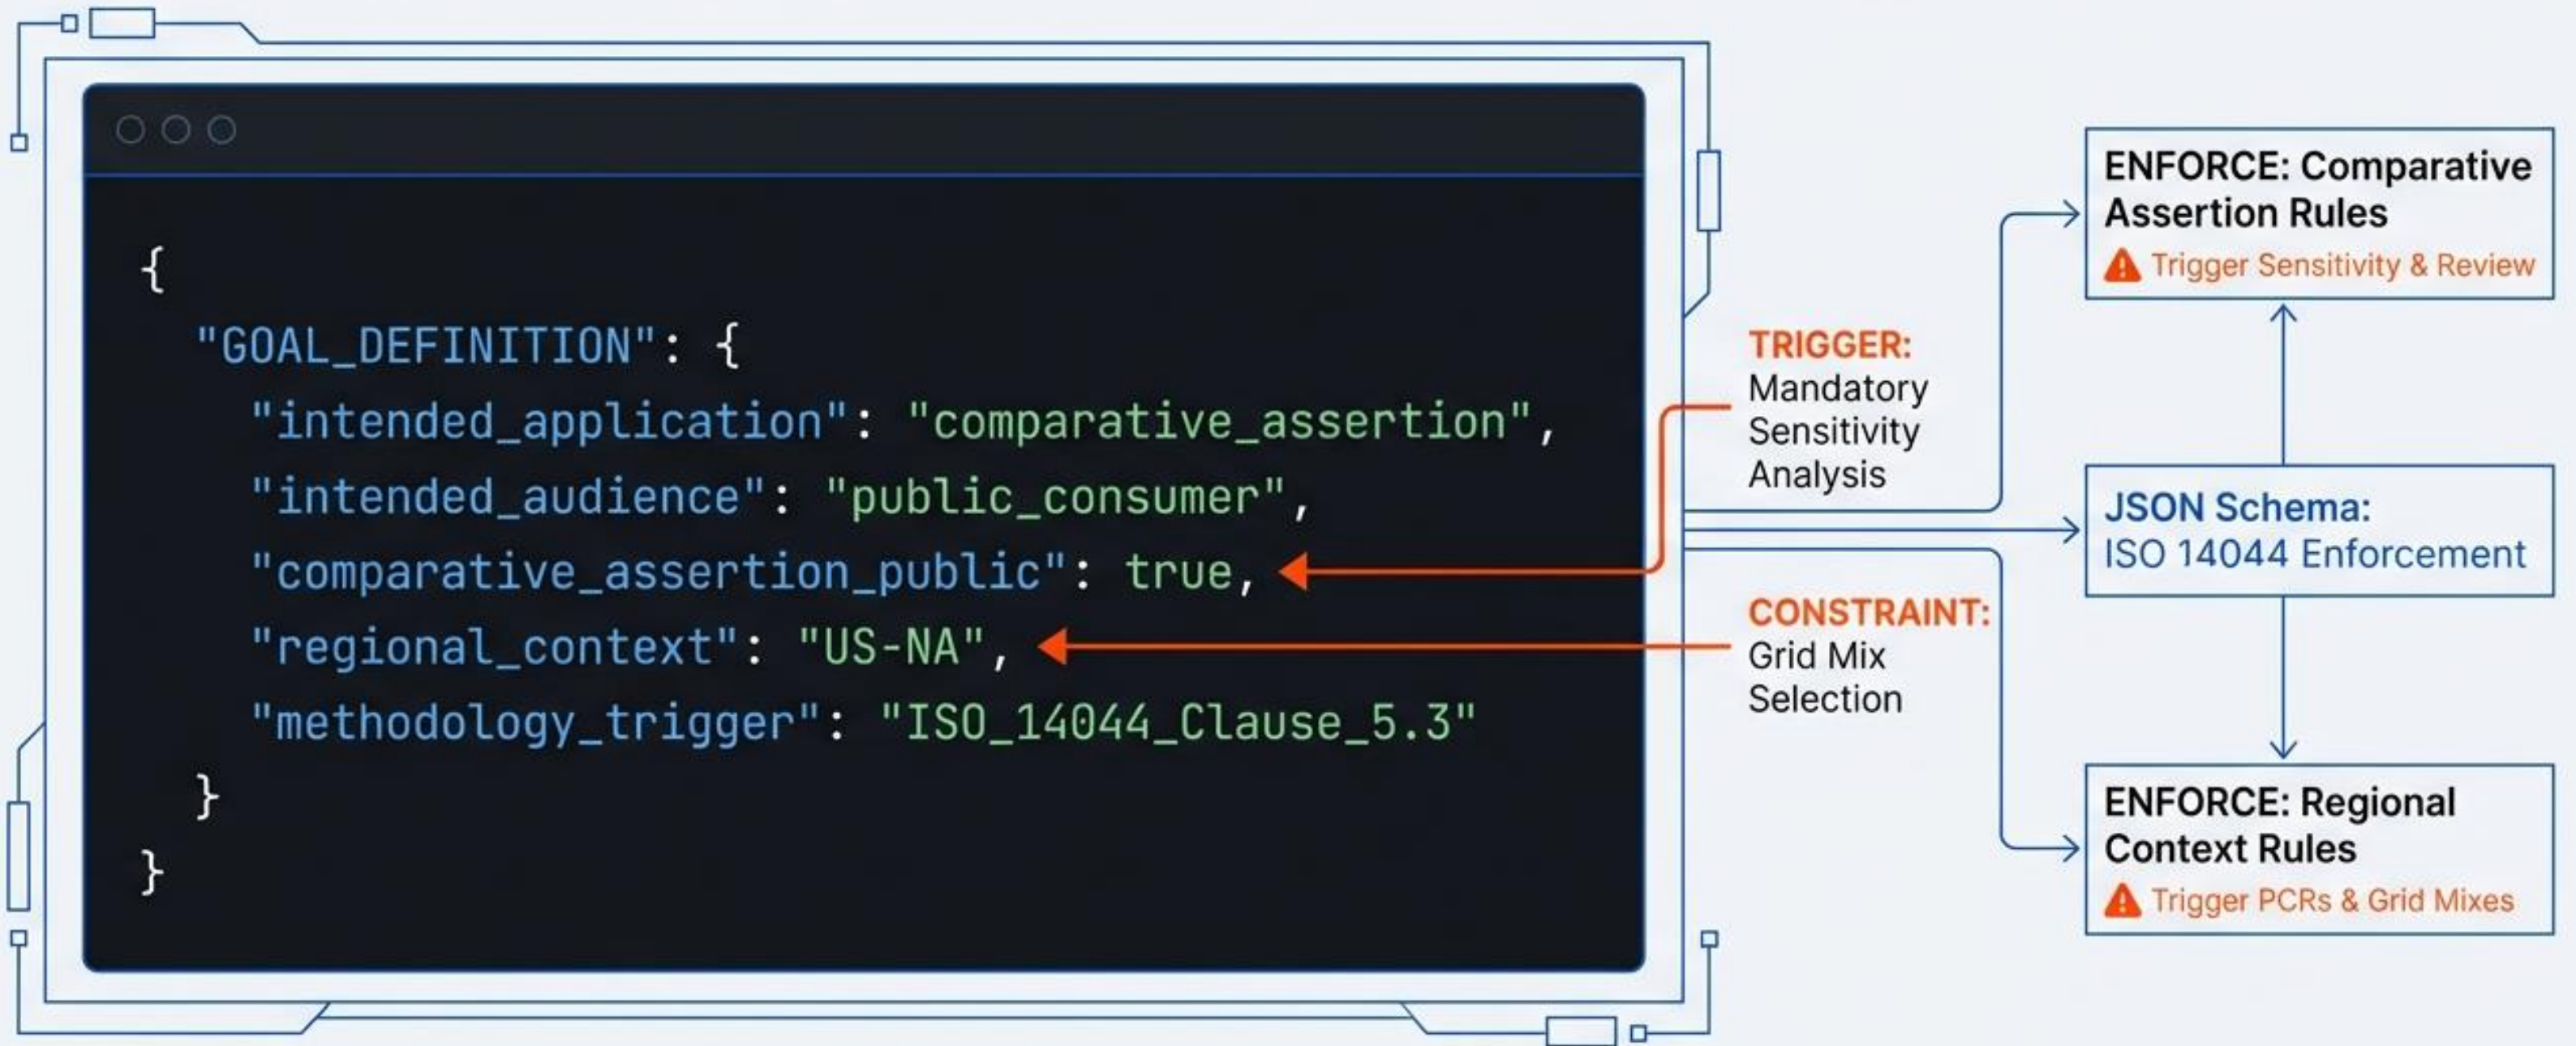 {
"GOAL_DEFINITION": {
"intended_application": "comparative_assertion",
"intended_audience": "public_consumer",
"comparative_assertion_public": true,
"regional_context": "US-NA",
"methodology_trigger": "ISO_14044_Clause_5.3"
}
}
TRIGGER:
Mandatory
Sensitivity
Analysis
CONSTRAINT:
Grid Mix
Selection
ENFORCE: Comparative
Assertion Rules
Trigger Sensitivity & Review
JSON Schema:
ISO 14044 Enforcement
ENFORCE: Regional
Context Rules
Trigger PCRs & Grid Mixes